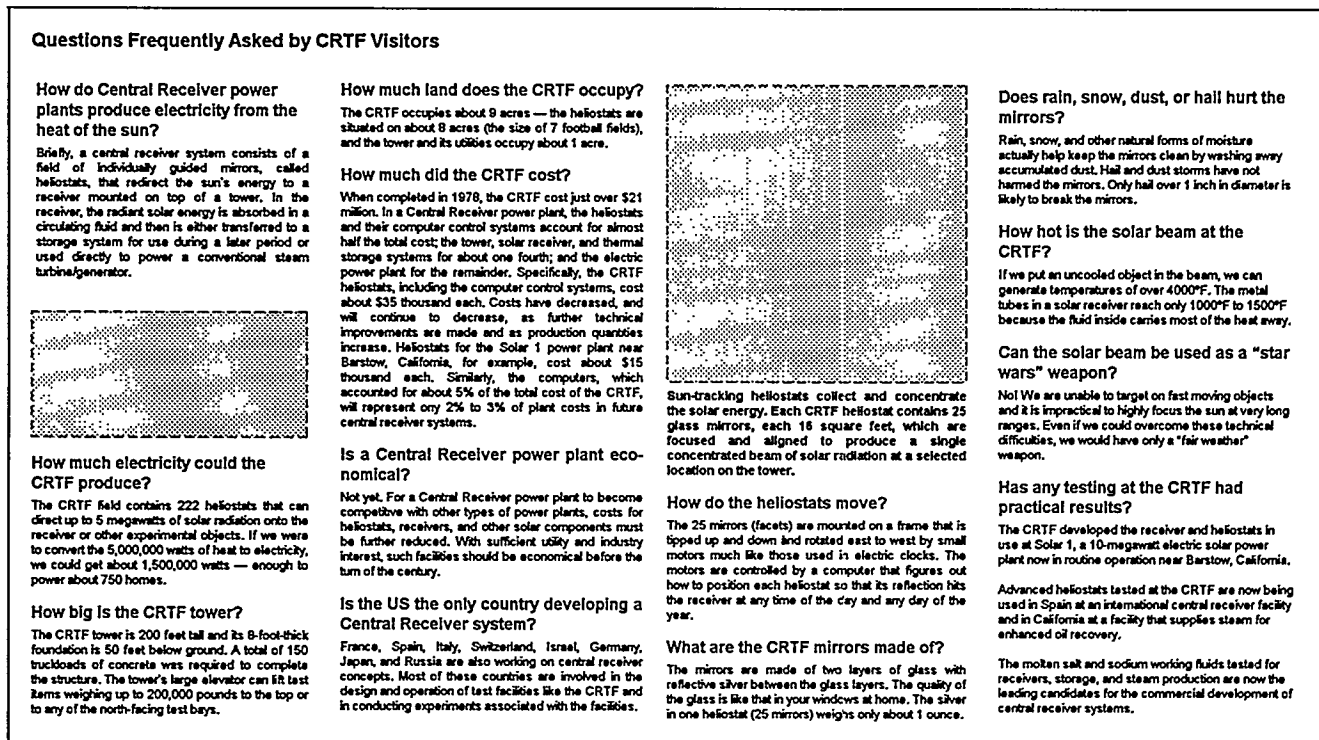 Questions Frequently Asked by CRTF Visitors
How do Central Receiver power
plants produce electricity from the
heat of the sun?
Briefly, a central receiver system consists of a
field of individually guided mirrors, called
heliostats, that redirect the sun's energy to a
receiver mounted on top of a tower. In the
receiver, the radiant solar energy is absorbed in a
circulating fluid and then is either transferred to a
storage system for use during a later period or
used directly to power a conventional steam
turbine/generator.
How much electricity could the
CRTF produce?
The CRTF field contains 222 heliostats that can
direct up to 5 megawatts of solar radiation onto the
receiver or other experimental objects. If we were
to convert the 5,000,000 watts of heat to electricity,
we could get about 1,500,000 watts — enough to
power about 750 homes.
How big is the CRTF tower?
The CRTF tower is 200 feet tall and its 8-foot-thick
foundation is 50 feet below ground. A total of 150
truckloads of concrete was required to complete
the structure. The tower's large elevator can lift test
items weighing up to 200,000 pounds to the top or
to any of the north-facing test bays.
How much land does the CRTF occupy?
The CRTF occupies about 9 acres — the heliostats are
situated on about 8 acres (the size of 7 football fields),
and the tower and its utilities occupy about 1 acre.
How much did the CRTF cost?
When completed in 1978, the CRTF cost just over $21
million. In a Central Receiver power plant, the heliostats
and their computer control systems account for almost
half the total cost; the tower, solar receiver, and thermal
storage systems for about one fourth; and the electric
power plant for the remainder. Specifically, the CRTF
heliostats, including the computer control systems, cost
about $35 thousand each. Costs have decreased, and
will continue to decrease, as further technical
improvements are made and as production quantities
increase. Heliostats for the Solar 1 power plant near
Barstow, California, for example, cost about $15
thousand each. Similarly, the computers, which
accounted for about 5% of the total cost of the CRTF,
will represent ony 2% to 3% of plant costs in future
central receiver systems.
Is a Central Receiver power plant eco-
nomical?
Not yet. For a Central Receiver power plant to become
competitive with other types of power plants, costs for
heliostats, receivers, and other solar components must
be further reduced. With sufficient utility and industry
interest, such facilities should be economical before the
turn of the century.
Is the US the only country developing a
Central Receiver system?
France, Spain, Italy, Switzerland, Israel, Germany,
Japan, and Russia are also working on central receiver
concepts. Most of these countries are involved in the
design and operation of test facilities like the CRTF and
in conducting experiments associated with the facilities.
Sun-tracking heliostats collect and concentrate
the solar energy. Each CRTF heliostat contains 25
glass mirrors, each 16 square feet, which are
focused and aligned to produce a single
concentrated beam of solar radiation at a selected
location on the tower.
How do the heliostats move?
The 25 mirrors (facets) are mounted on a frame that is
tipped up and down and rotated east to west by small
motors much like those used in electric clocks. The
motors are controlled by a computer that figures out
how to position each heliostat so that its reflection hits
the receiver at any time of the day and any day of the
year.
What are the CRTF mirrors made of?
The mirrors are made of two layers of glass with
reflective silver between the glass layers. The quality of
the glass is like that in your windows at home. The silver
in one heliostat (25 mirrors) weighs only about 1 ounce.
Does rain, snow, dust, or hail hurt the
mirrors?
Rain, snow, and other natural forms of moisture
actually help keep the mirrors clean by washing away
accumulated dust. Hail and dust storms have not
harmed the mirrors. Only hail over 1 inch in diameter is
likely to break the mirrors.
How hot is the solar beam at the
CRTF?
If we put an uncooled object in the beam, we can
generate temperatures of over 4000°F. The metal
tubes in a solar receiver reach only 1000°F to 1500°F
because the fluid inside carries most of the heat away.
Can the solar beam be used as a "star
wars" weapon?
No! We are unable to target on fast moving objects
and it is impractical to highly focus the sun at very long
ranges. Even if we could overcome these technical
difficulties, we would have only a "fair weather"
weapon.
Has any testing at the CRTF had
practical results?
The CRTF developed the receiver and heliostats in
use at Solar 1, a 10-megawatt electric solar power
plant now in routine operation near Barstow, California.
Advanced heliostats tested at the CRTF are now being
used in Spain at an international central receiver facility
and in California at a facility that supplies steam for
enhanced oil recovery.
The molten salt and sodium working fluids tested for
receivers, storage, and steam production are now the
leading candidates for the commercial development of
central receiver systems.